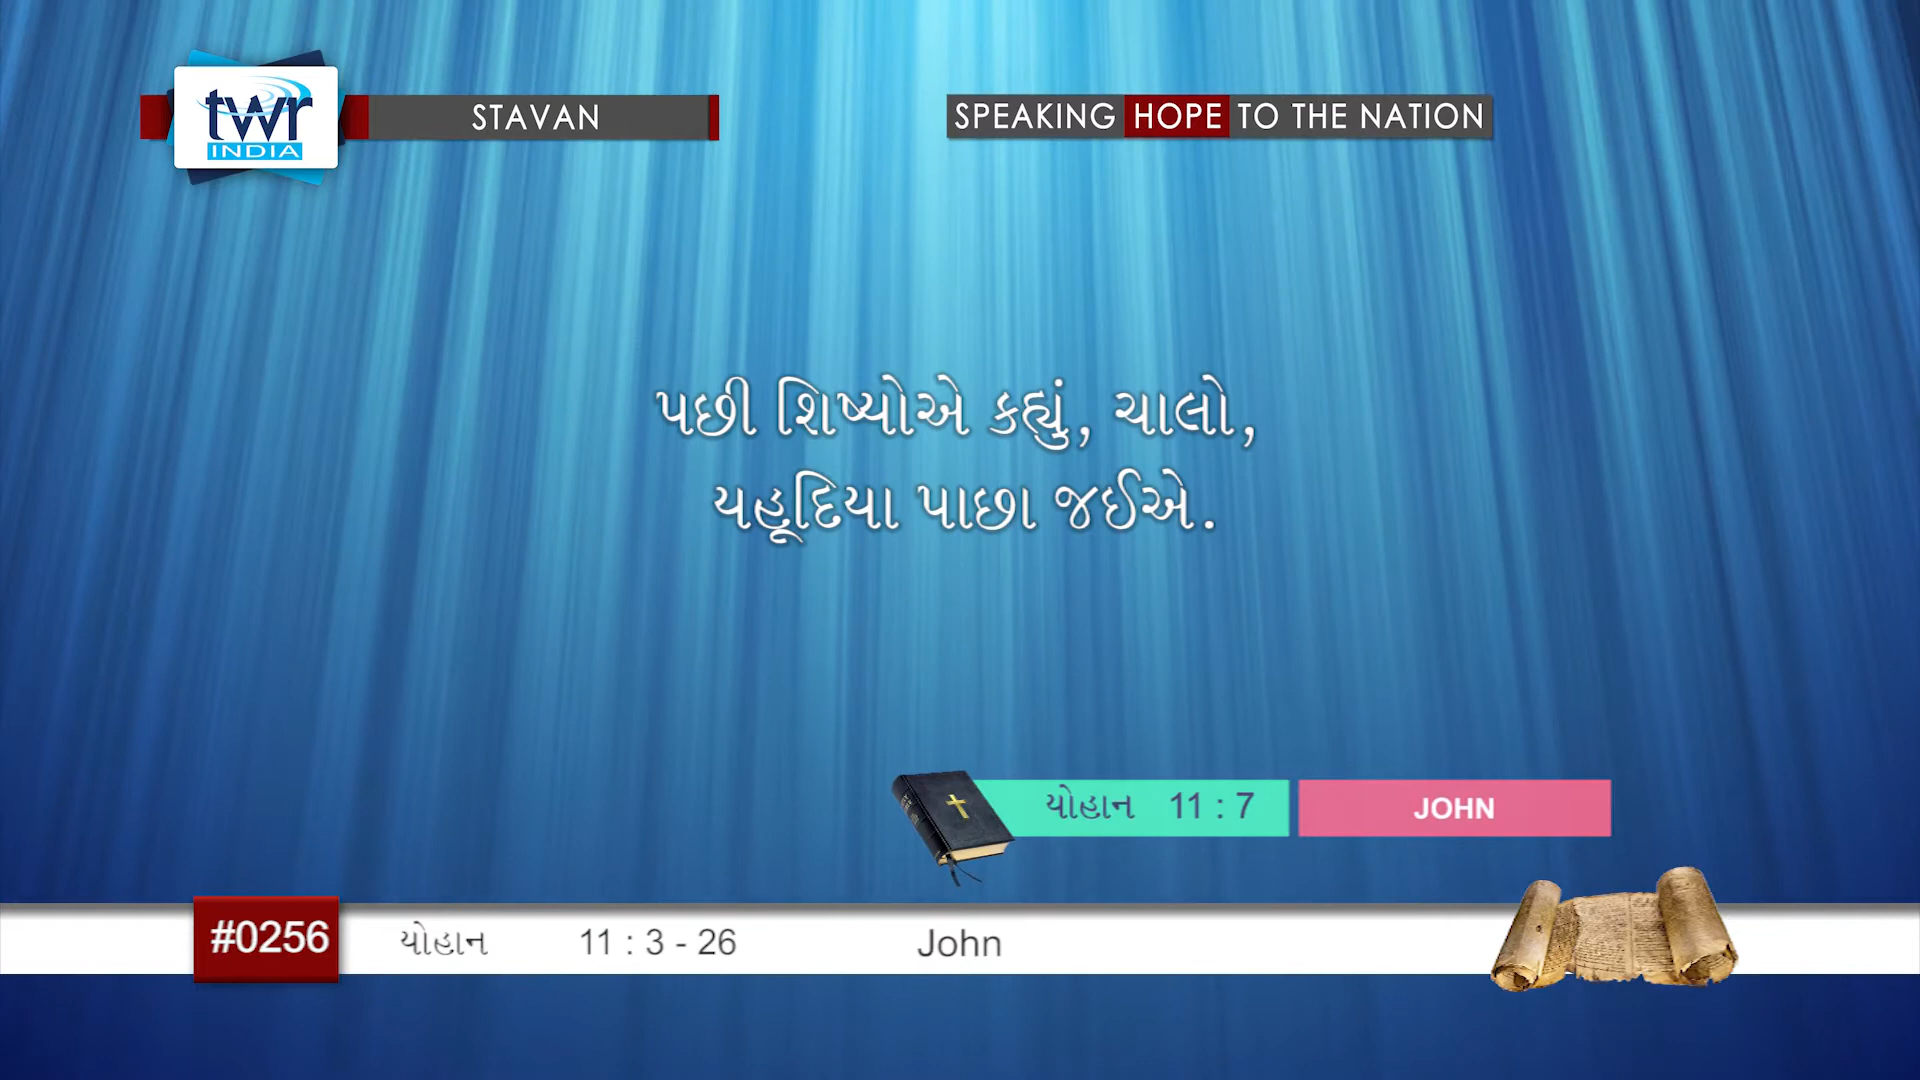 twr
INDIA
STAVAN
SPEAKING HOPE TO THE NATION
પછી શિષ્યોએ કહ્યું, ચાલો,
યહૂદિયા પાછા જઈએ.
યોહાન 11 : 7
JOHN
#0256
યોહાન 11 : 3 - 26 John